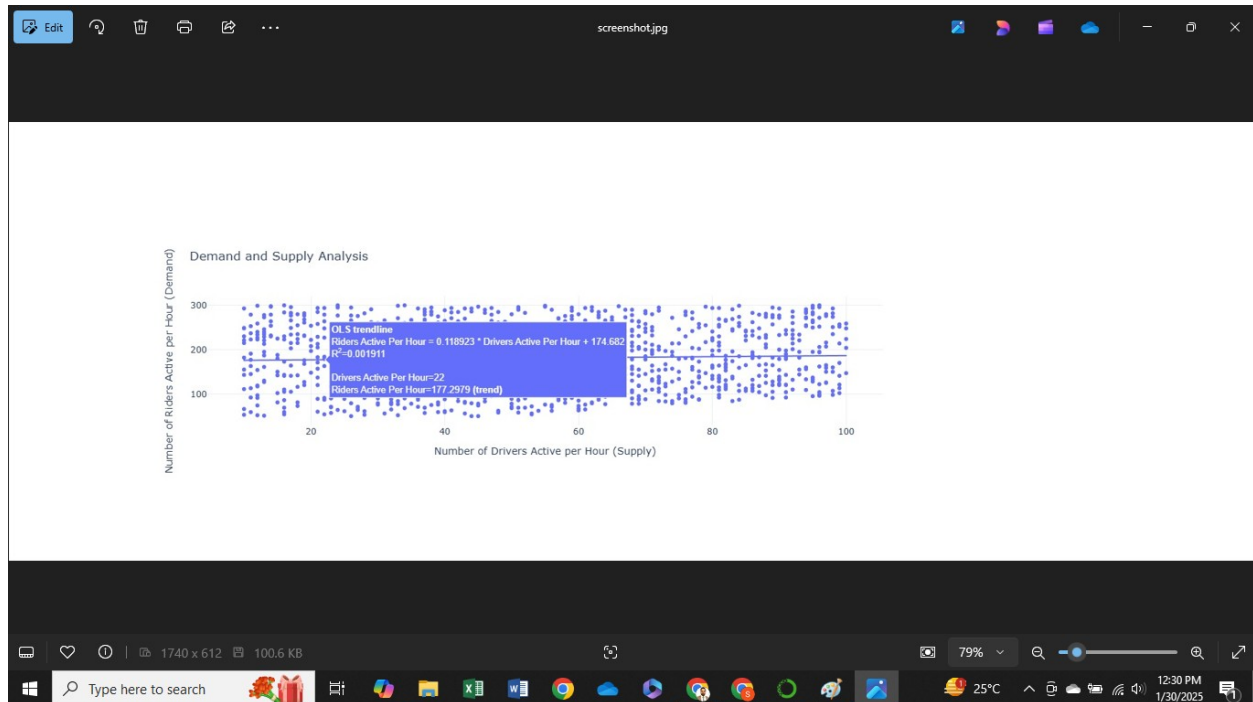 Edit
screenshot.jpg
Demand and Supply Analysis
Number of Riders Active per Hour (Demand)
300
200
100
OLS trendline
Riders Active Per Hour = 0.118923 * Drivers Active Per Hour + 174.682
R²=0.001911
Drivers Active Per Hour=22
Riders Active Per Hour=177.2979 (trend)
20 40 60 80 100
Number of Drivers Active per Hour (Supply)
1740 x 612 100.6 KB 79%
Type here to search
25°C
12:30 PM
1/30/2025